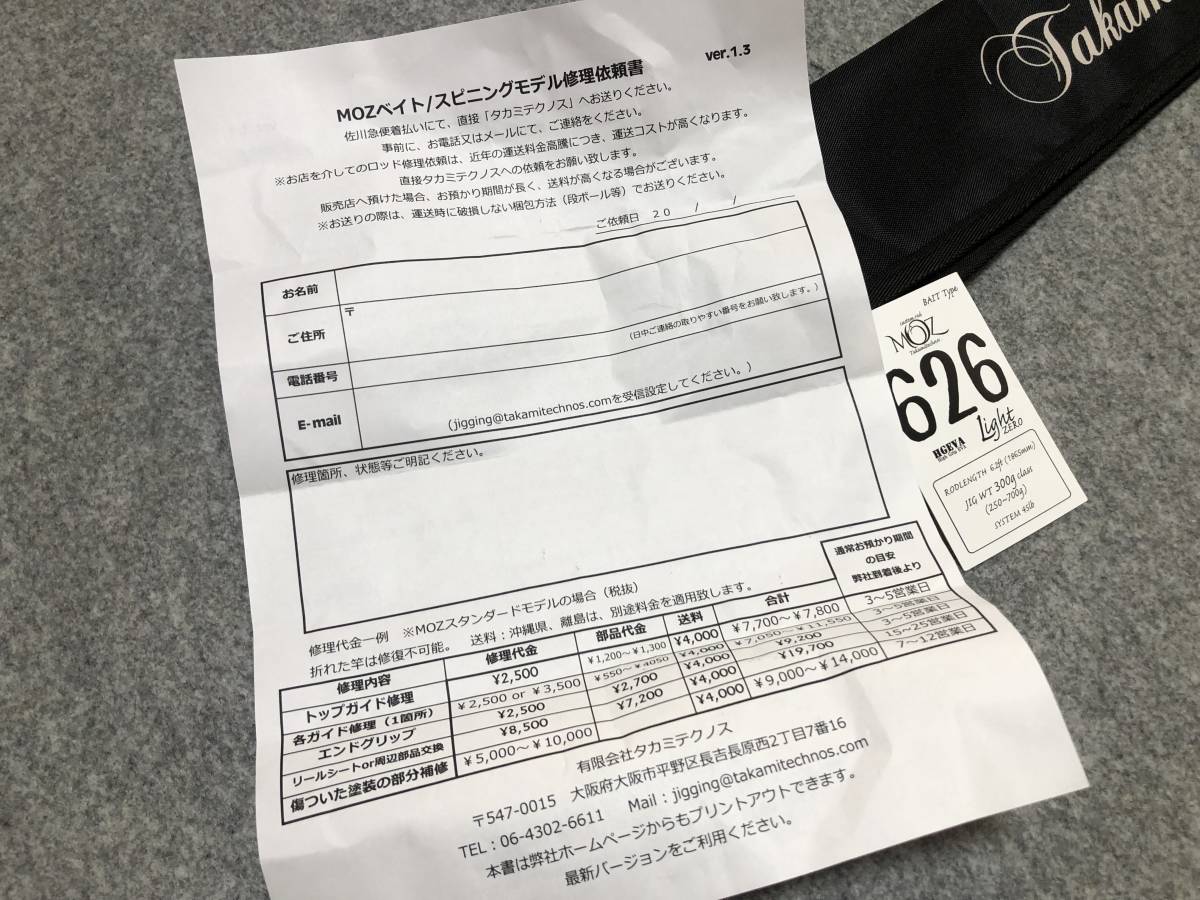 MOZベイト/スピニングモデル修理依頼書
ver.1.3
佐川急便着払いにて、直接「タカミテクノス」へお送りください。
事前に、お電話又はメールにて、ご連絡をください。
※お店を介してのロッド修理依頼は、近年の運送料金高騰につき、運送コストが高くなります。
直接タカミテクノスへの依頼をお願い致します。
販売店へ預けた場合、お預かり期間が長く、送料が高くなる場合がございます。
※お送りの際は、運送時に破損しない梱包方法（段ボール等）でお送りください。
ご依頼日 20 / /
お名前
ご住所 〒
（日中ご連絡の取りやすい番号をお願い致します。）
電話番号
E-mail
（jigging@takamitechnos.comを受信設定してください。）
修理箇所、状態等ご明記ください。
修理代金一例 ※MOZスタンダードモデルの場合（税抜）
折れた竿は修復不可能。 送料：沖縄県、離島は、別途料金を適用致します。
通常お預かり期間
の目安
弊社到着後より
修理内容 修理代金 部品代金 送料 合計
トップガイド修理 ¥2,500 ¥1,200～¥1,300 ¥4,000 ¥7,700～¥7,800 3～5営業日
各ガイド修理（1箇所） ¥2,500 or ¥3,500 ¥550～¥4050 ¥4,000 ¥7,050～¥11,550 3～5営業日
エンドグリップ ¥2,500 ¥2,700 ¥4,000 ¥9,200 3～5営業日
リールシートor周辺部品交換 ¥8,500 ¥7,200 ¥4,000 ¥19,700 15～25営業日
傷ついた塗装の部分補修 ¥5,000～¥10,000 ¥4,000 ¥9,000～¥14,000 7～12営業日
有限会社タカミテクノス
〒547-0015 大阪府大阪市平野区長吉長原西2丁目7番16
TEL：06-4302-6611 Mail：jigging@takamitechnos.com
本書は弊社ホームページからもプリントアウトできます。
最新バージョンをご利用ください。
BAIT Type
MOZ
Takamitechnos
626
Light
ZERO
HGEVA
RODLENGTH 6.2ft (1865mm)
JIG WT 300g class
(250~700g)
SYSTEM 45lb